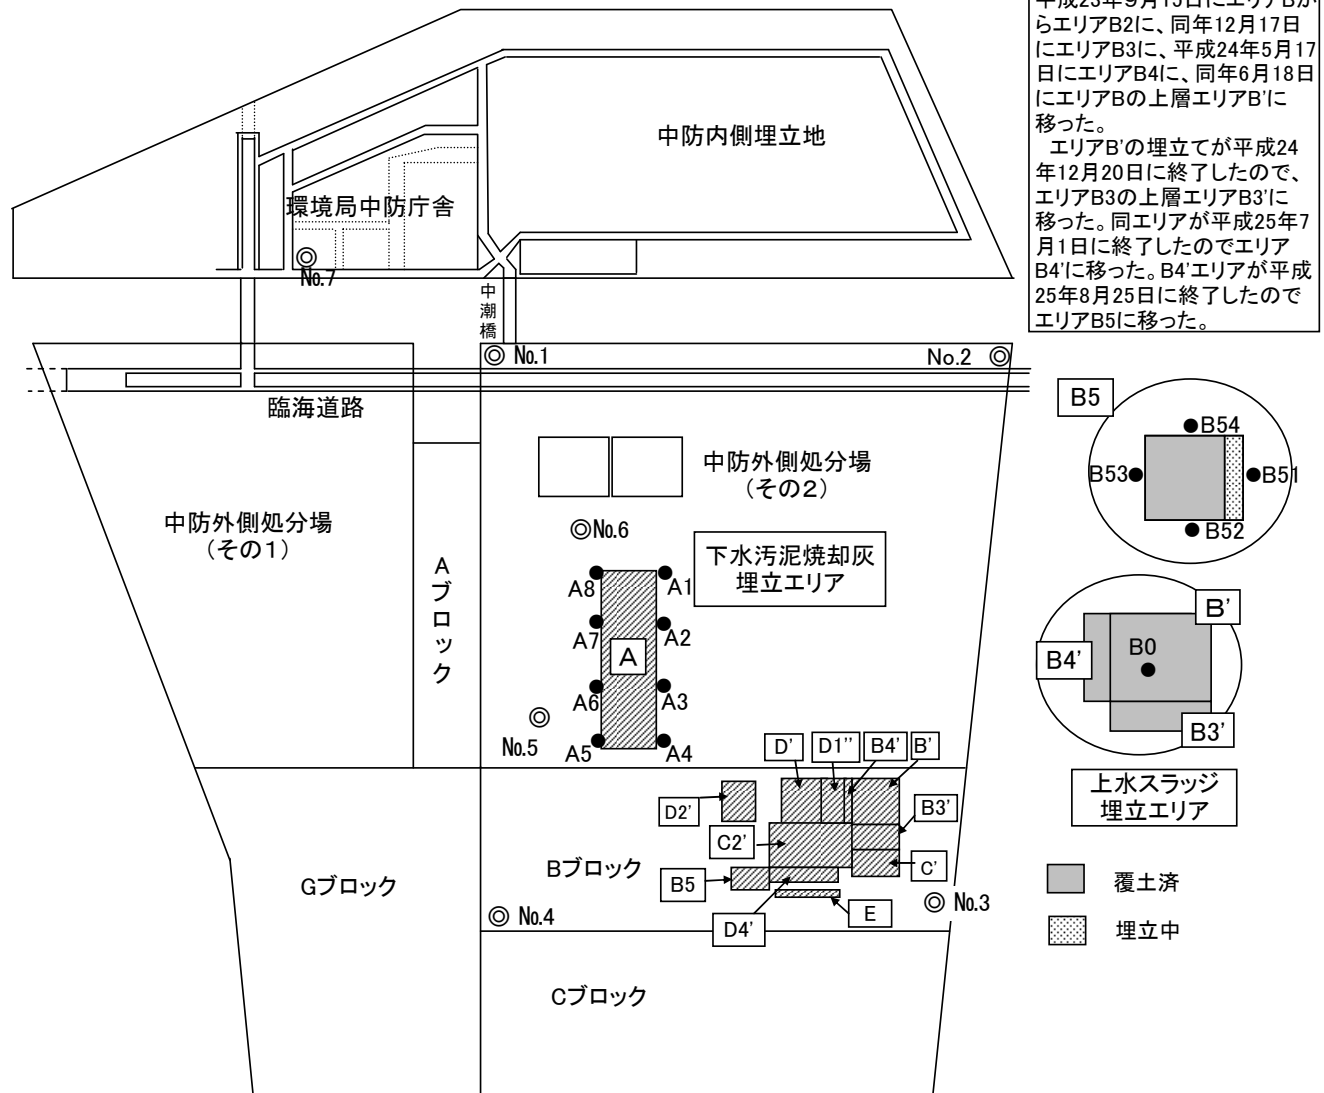 平成23年9月15日にエリアBか
らエリアB2に、同年12月17日
にエリアB3に、平成24年5月17
日にエリアB4に、同年6月18日
にエリアBの上層エリアB'に
移った。
エリアB'の埋立てが平成24
年12月20日に終了したので、
エリアB3の上層エリアB3'に
移った。同エリアが平成25年7
月1日に終了したのでエリア
B4'に移った。B4'エリアが平成
25年8月25日に終了したので
エリアB5に移った。
中防内側埋立地
環境局中防庁舎
No.7
中潮橋
No.1
No.2
臨海道路
中防外側処分場
（その1）
Aブロック
中防外側処分場
（その2）
No.6
下水汚泥焼却灰
埋立エリア
A8
A1
A7
A2
A
A6
A3
A5
A4
No.5
B5
B54
B53
B51
B52
B'
B0
B4'
B3'
上水スラッジ
埋立エリア
D'
D1''
B4'
B'
D2'
B3'
C2'
C'
Bブロック
B5
D4'
E
Gブロック
No.4
No.3
Cブロック
覆土済
埋立中